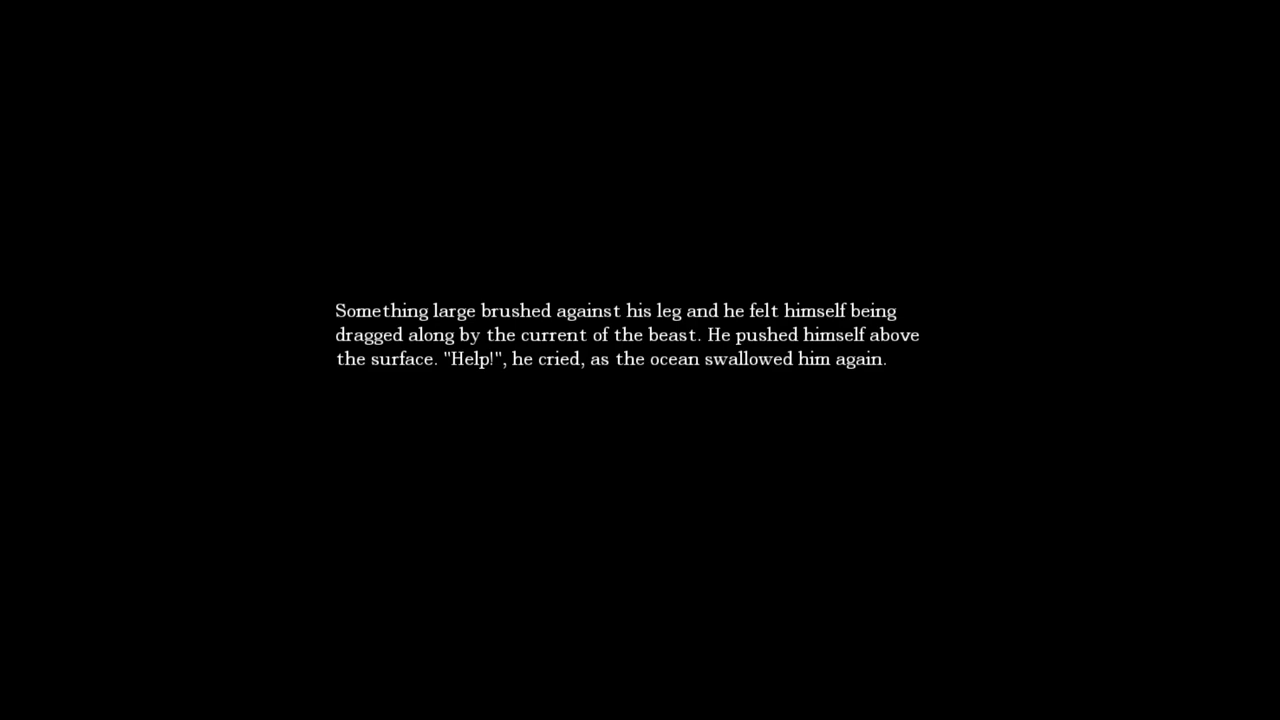 Something large brushed against his leg and he felt himself being
dragged along by the current of the beast. He pushed himself above
the surface. "Help!", he cried, as the ocean swallowed him again.